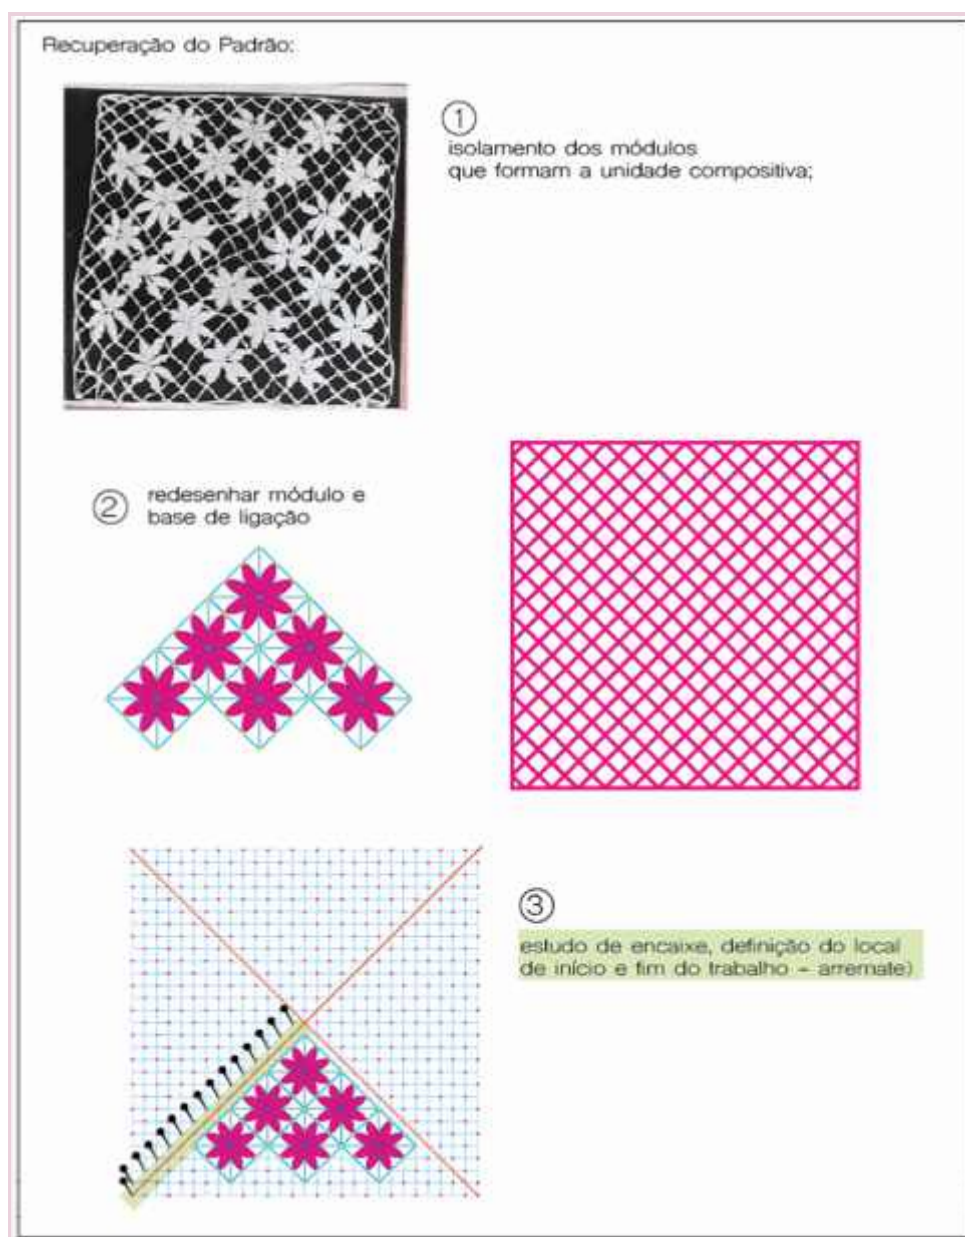 Recuperação do Padrão:
1
isolamento dos módulos
que formam a unidade compositiva;
2
redesenhar módulo e
base de ligação
3
estudo de encaixe, definição do local
de início e fim do trabalho - arremate)